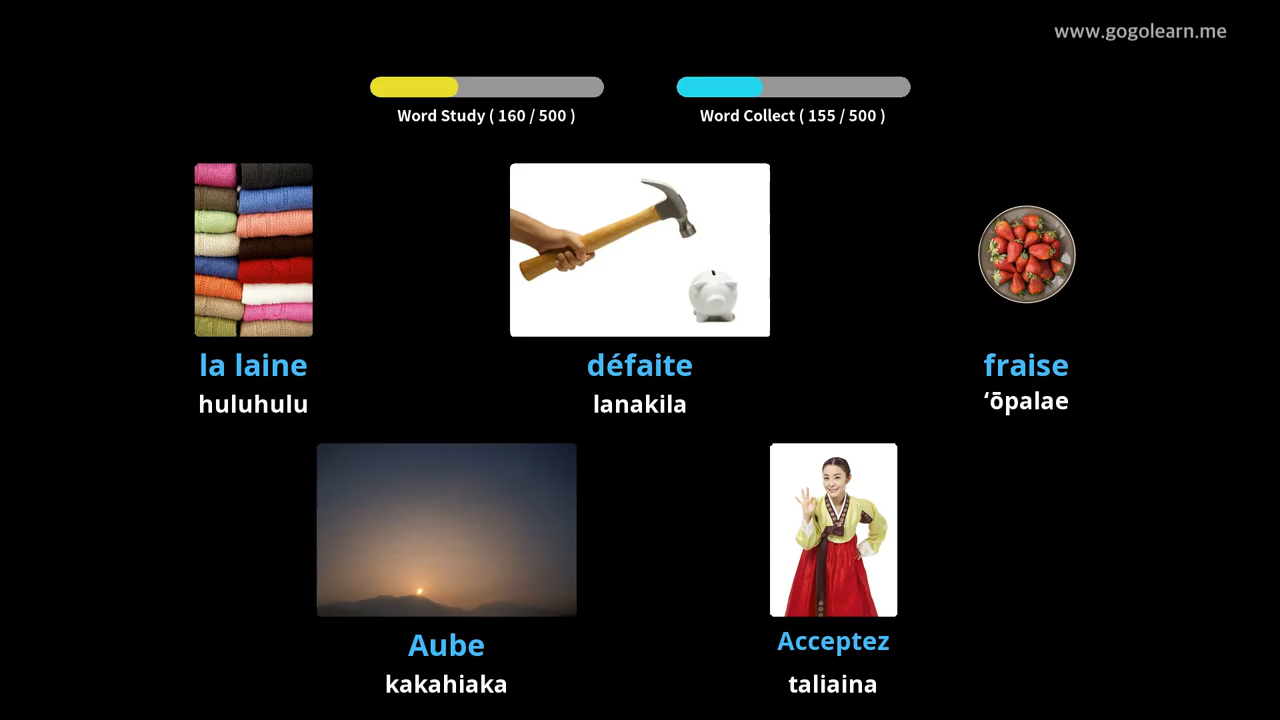 www.gogolearn.me
Word Study ( 160 / 500 )
Word Collect ( 155 / 500 )
la laine
huluhulu
défaite
lanakila
fraise
ʻōpalae
Aube
kakahiaka
Acceptez
taliaina